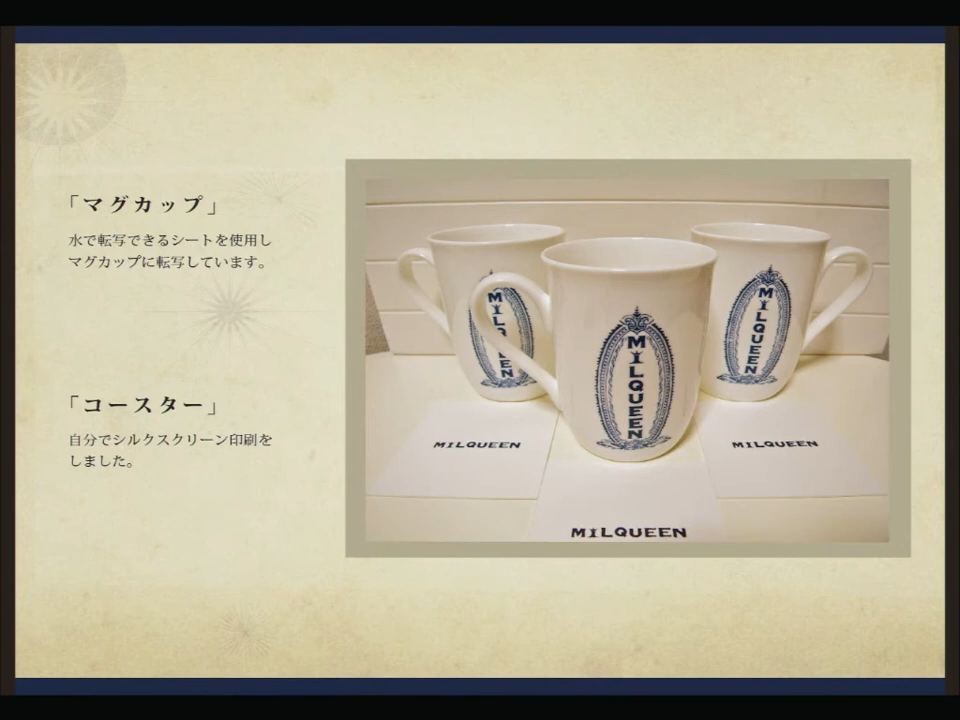 「マグカップ」
水で転写できるシートを使用し
マグカップに転写しています。
「コースター」
自分でシルクスクリーン印刷を
しました。
MILQUEEN
MILQUEEN
MILQUEEN
MILQUEEN
MILQUEEN
MILQUEEN